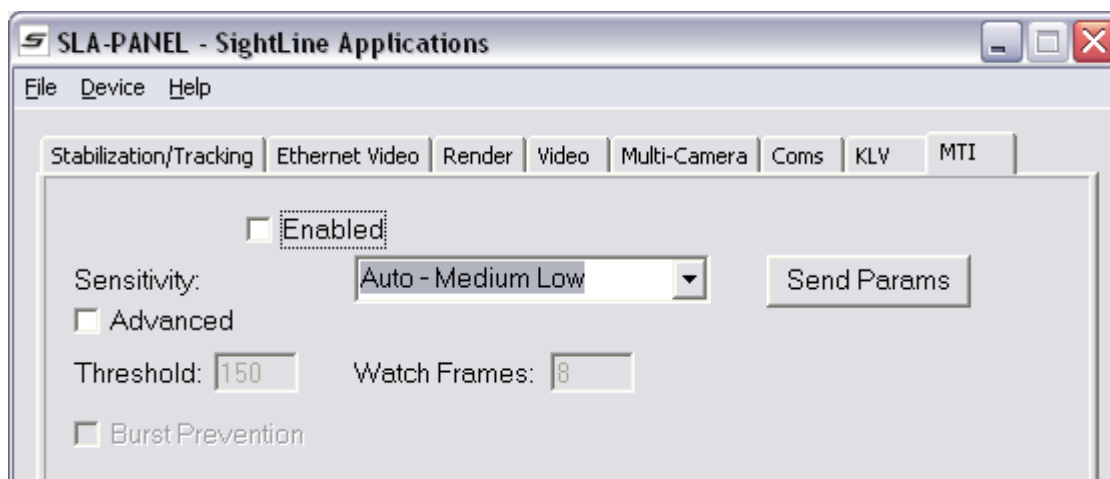 SLA-PANEL - SightLine Applications
File Device Help
Stabilization/Tracking Ethernet Video Render Video Multi-Camera Coms KLV MTI
Enabled
Sensitivity: Auto - Medium Low Send Params
Advanced
Threshold: 150 Watch Frames: 8
Burst Prevention